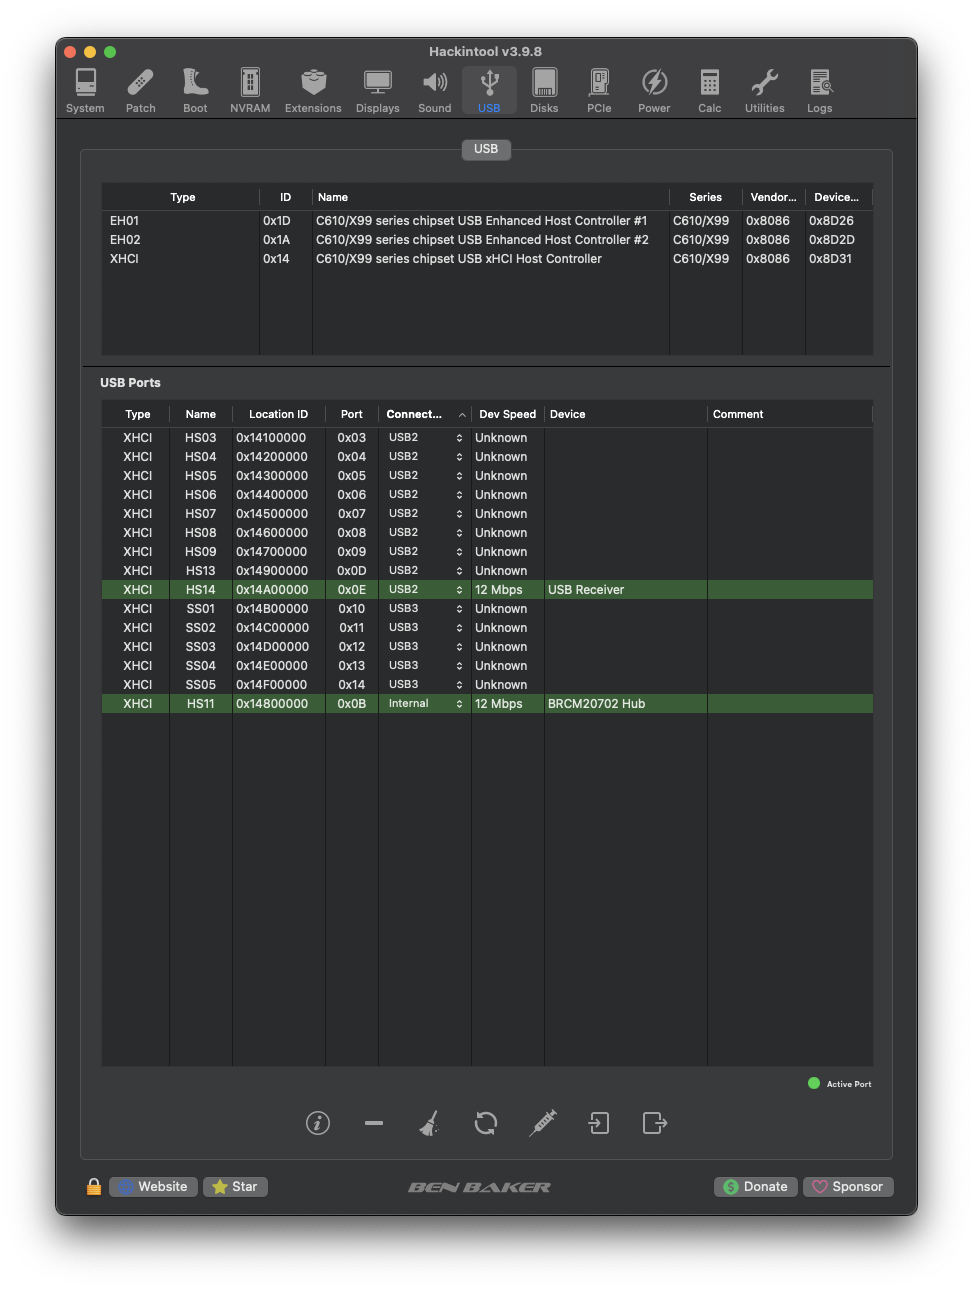 Hackintool v3.9.8
System Patch Boot NVRAM Extensions Displays Sound USB Disks PCIe Power Calc Utilities Logs
USB
Type ID Name Series Vendor... Device...
EH01 0x1D C610/X99 series chipset USB Enhanced Host Controller #1 C610/X99 0x8086 0x8D26
EH02 0x1A C610/X99 series chipset USB Enhanced Host Controller #2 C610/X99 0x8086 0x8D2D
XHCI 0x14 C610/X99 series chipset USB xHCI Host Controller C610/X99 0x8086 0x8D31
USB Ports
Type Name Location ID Port Connect... Dev Speed Device Comment
XHCI HS03 0x14100000 0x03 USB2 Unknown
XHCI HS04 0x14200000 0x04 USB2 Unknown
XHCI HS05 0x14300000 0x05 USB2 Unknown
XHCI HS06 0x14400000 0x06 USB2 Unknown
XHCI HS07 0x14500000 0x07 USB2 Unknown
XHCI HS08 0x14600000 0x08 USB2 Unknown
XHCI HS09 0x14700000 0x09 USB2 Unknown
XHCI HS13 0x14900000 0x0D USB2 Unknown
XHCI HS14 0x14A00000 0x0E USB2 12 Mbps USB Receiver
XHCI SS01 0x14B00000 0x10 USB3 Unknown
XHCI SS02 0x14C00000 0x11 USB3 Unknown
XHCI SS03 0x14D00000 0x12 USB3 Unknown
XHCI SS04 0x14E00000 0x13 USB3 Unknown
XHCI SS05 0x14F00000 0x14 USB3 Unknown
XHCI HS11 0x14800000 0x0B Internal 12 Mbps BRCM20702 Hub
Active Port
Website Star BEN BAKER Donate Sponsor